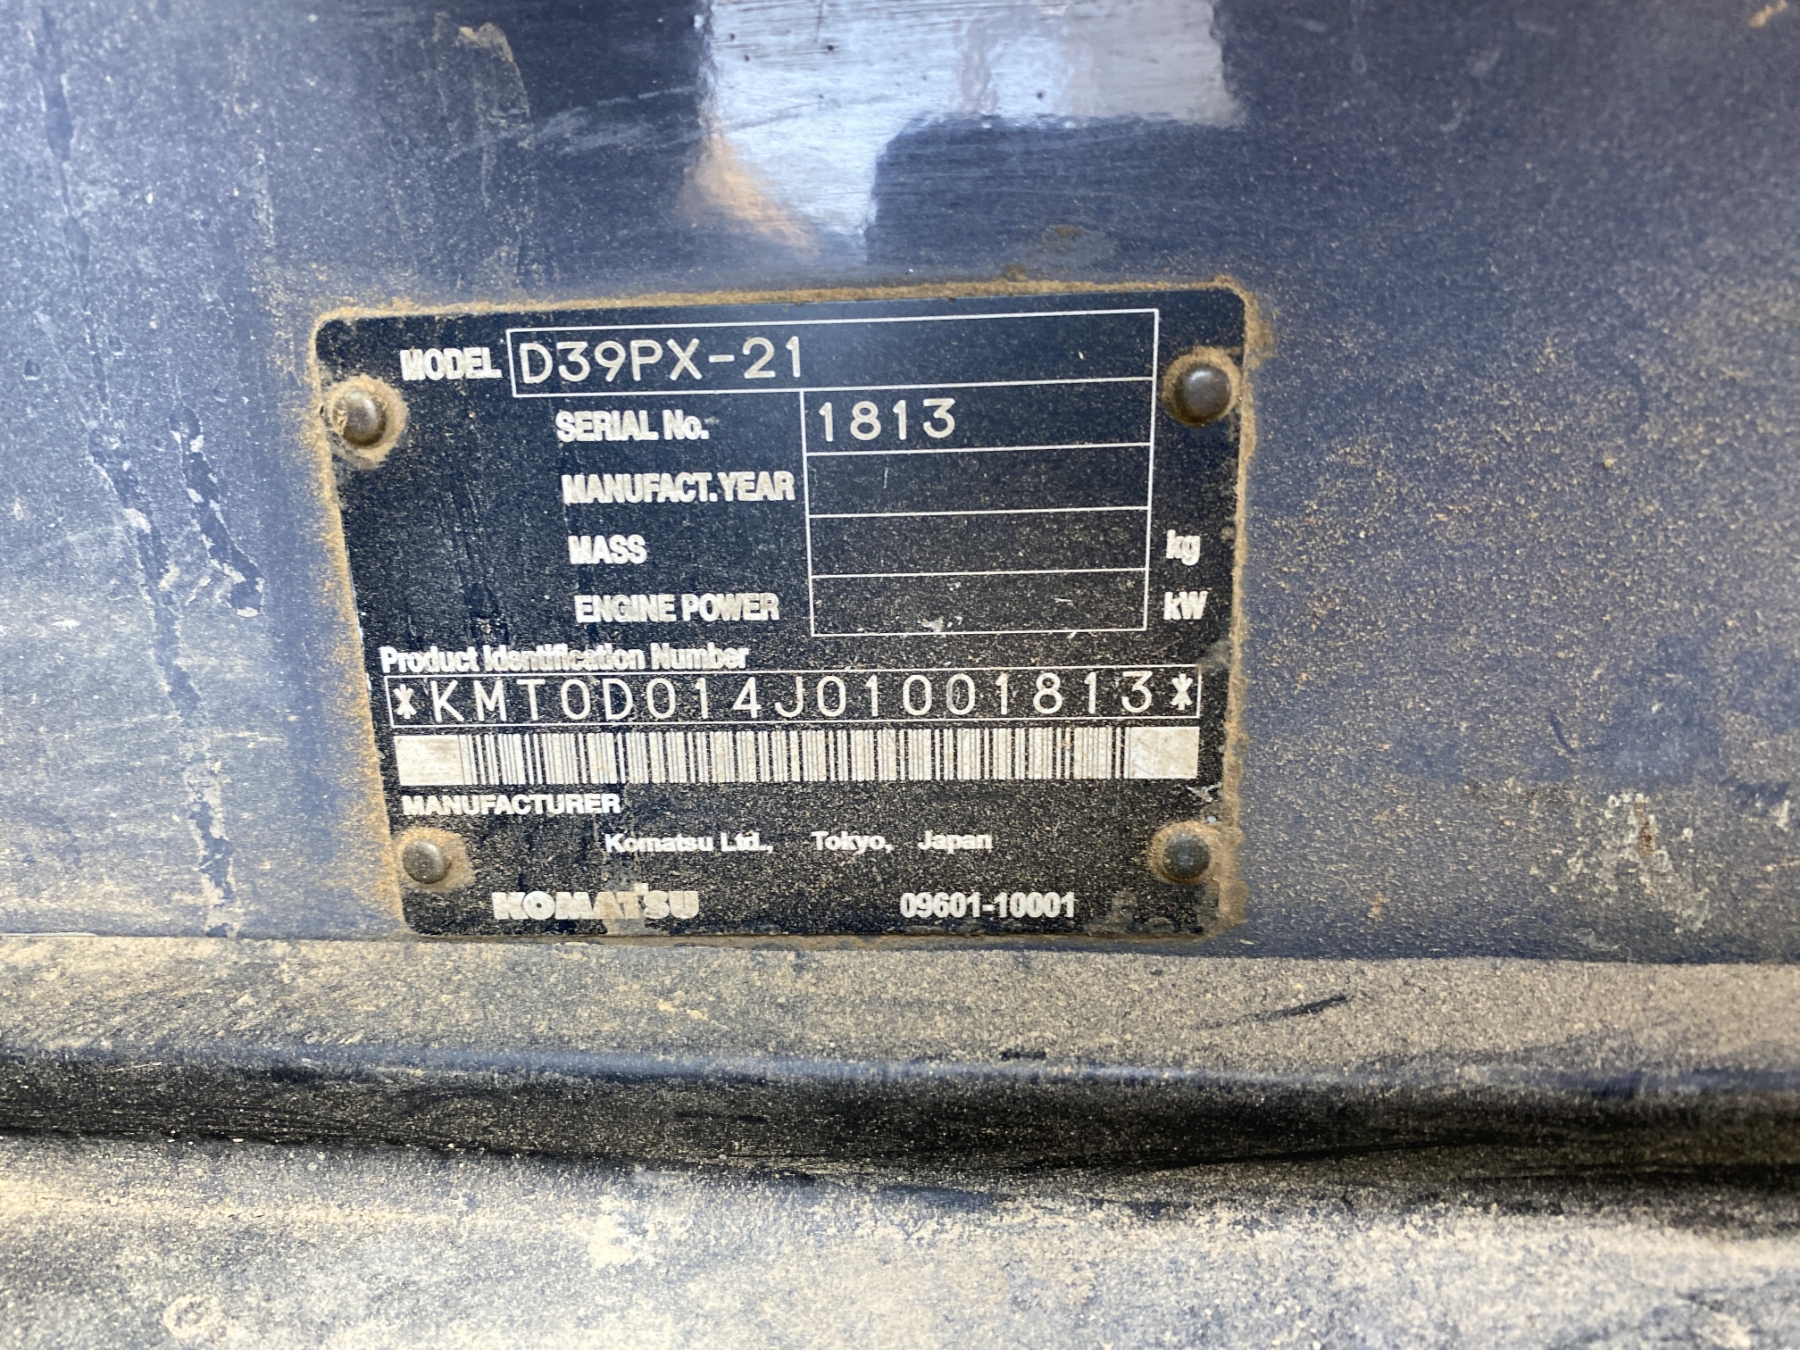 MODEL D39PX-21
SERIAL No. 1813
MANUFACT.YEAR
MASS kg
ENGINE POWER kW
Product Identification Number
*KMT0D014J01001813*
MANUFACTURER
Komatsu Ltd., Tokyo, Japan
KOMATSU 09601-10001